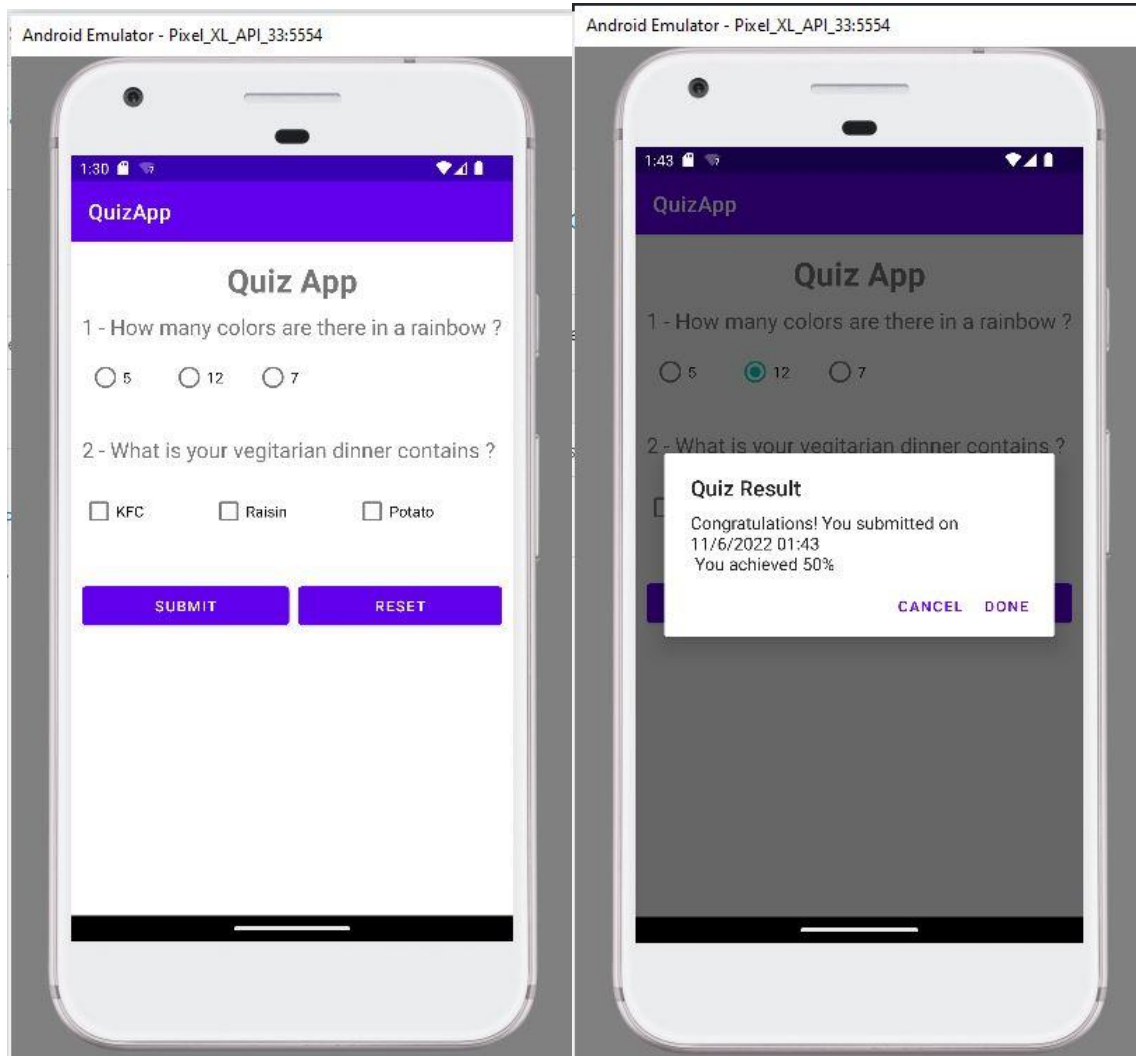 Android Emulator - Pixel_XL_API_33:5554
1:30
QuizApp
Quiz App
1 - How many colors are there in a rainbow ?
5 12 7
2 - What is your vegitarian dinner contains ?
KFC Raisin Potato
SUBMIT RESET
Android Emulator - Pixel_XL_API_33:5554
1:43
QuizApp
Quiz App
1 - How many colors are there in a rainbow ?
5 12 7
2 - What is your vegitarian dinner contains ?
Quiz Result
Congratulations! You submitted on
11/6/2022 01:43
You achieved 50%
CANCEL DONE